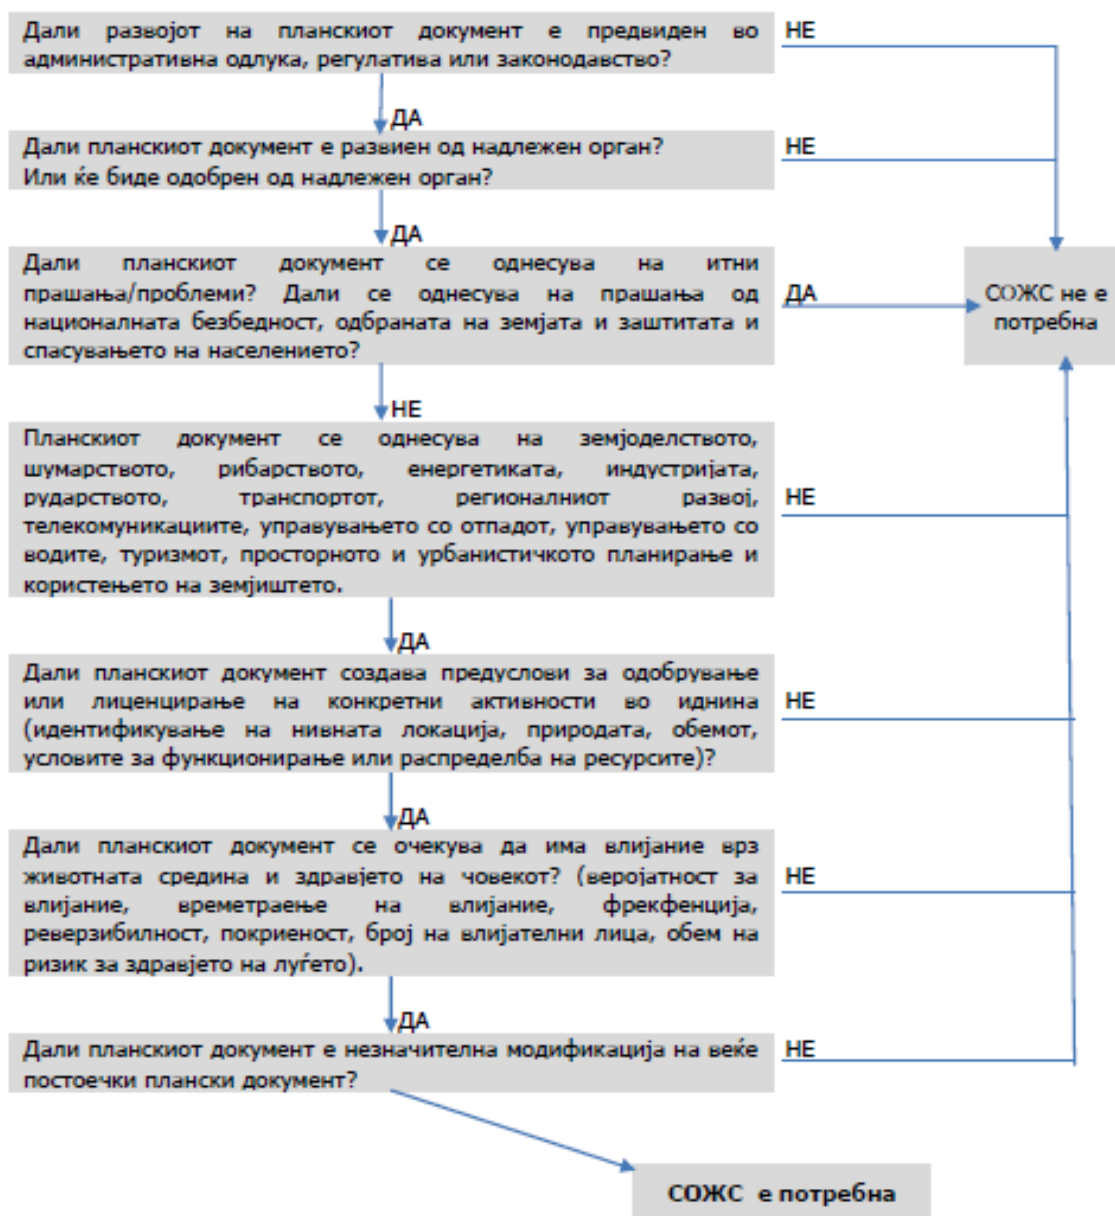 Дали развојот на планскиот документ е предвиден во
административна одлука, регулатива или законодавство?
НЕ
ДА
Дали планскиот документ е развиен од надлежен орган?
Или ќе биде одобрен од надлежен орган?
НЕ
ДА
Дали планскиот документ се однесува на итни
прашања/проблеми? Дали се однесува на прашања од
националната безбедност, одбраната на земјата и заштитата и
спасувањето на населението?
ДА
СОЖС не е
потребна
НЕ
Планскиот документ се однесува на земјоделството,
шумарството, рибарството, енергетиката, индустријата,
рударството, транспортот, регионалниот развој,
телекомуникациите, управувањето со отпадот, управувањето со
водите, туризмот, просторното и урбанистичкото планирање и
користењето на земјиштето.
НЕ
ДА
Дали планскиот документ создава предуслови за одобрување
или лиценцирање на конкретни активности во иднина
(идентификување на нивната локација, природата, обемот,
условите за функционирање или распределба на ресурсите)?
НЕ
ДА
Дали планскиот документ се очекува да има влијание врз
животната средина и здравјето на човекот? (веројатност за
влијание, времетраење на влијание, фрекфенција,
реверзибилност, покриеност, број на влијателни лица, обем на
ризик за здравјето на луѓето).
НЕ
ДА
Дали планскиот документ е незначителна модификација на веќе
постоечки плански документ?
НЕ
СОЖС е потребна